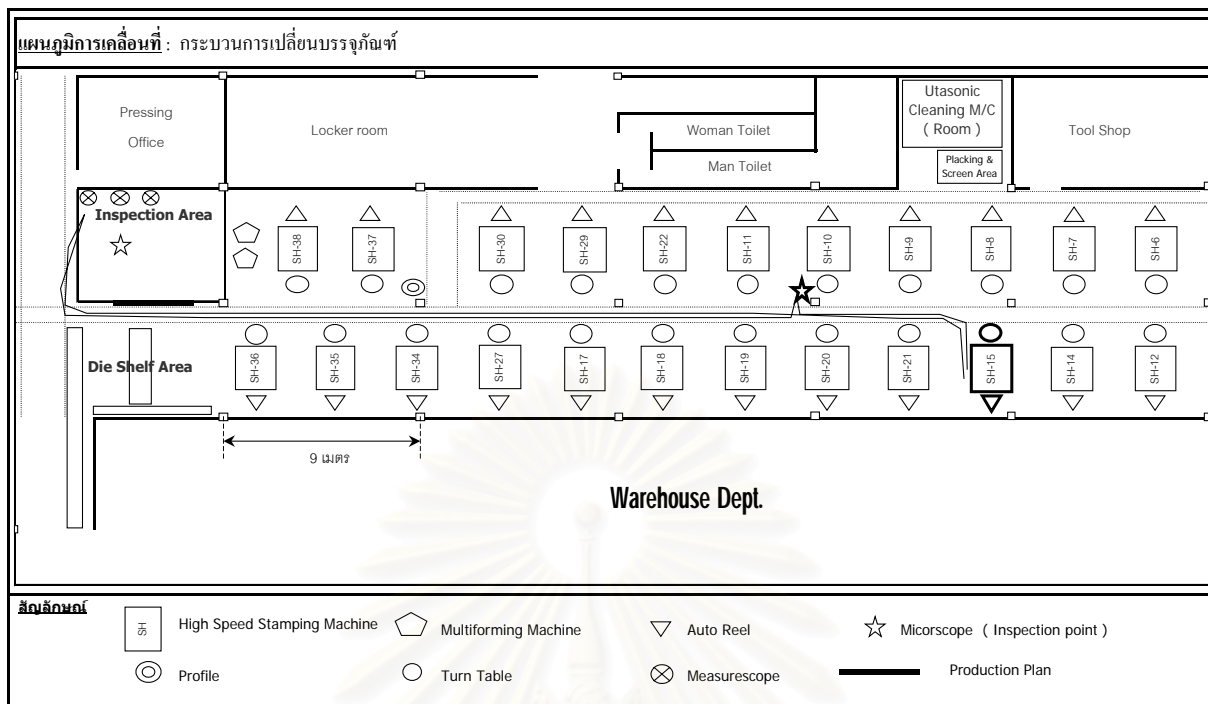 แผนภูมิการเคลื่อนที่ : กระบวนการเปลี่ยนบรรจุภัณฑ์
Pressing
Office
Locker room
Woman Toilet
Man Toilet
Utasonic
Cleaning M/C
( Room )
Placking &
Screen Area
Tool Shop
Inspection Area
SH-38
SH-37
SH-30
SH-29
SH-22
SH-11
SH-10
SH-9
SH-8
SH-7
SH-6
Die Shelf Area
SH-36
SH-35
SH-34
SH-27
SH-17
SH-18
SH-19
SH-20
SH-21
SH-15
SH-14
SH-12
9 เมตร
Warehouse Dept.
สัญลักษณ์
SH
High Speed Stamping Machine
Multiforming Machine
Auto Reel
Micorscope ( Inspection point )
Profile
Turn Table
Measurescope
Production Plan